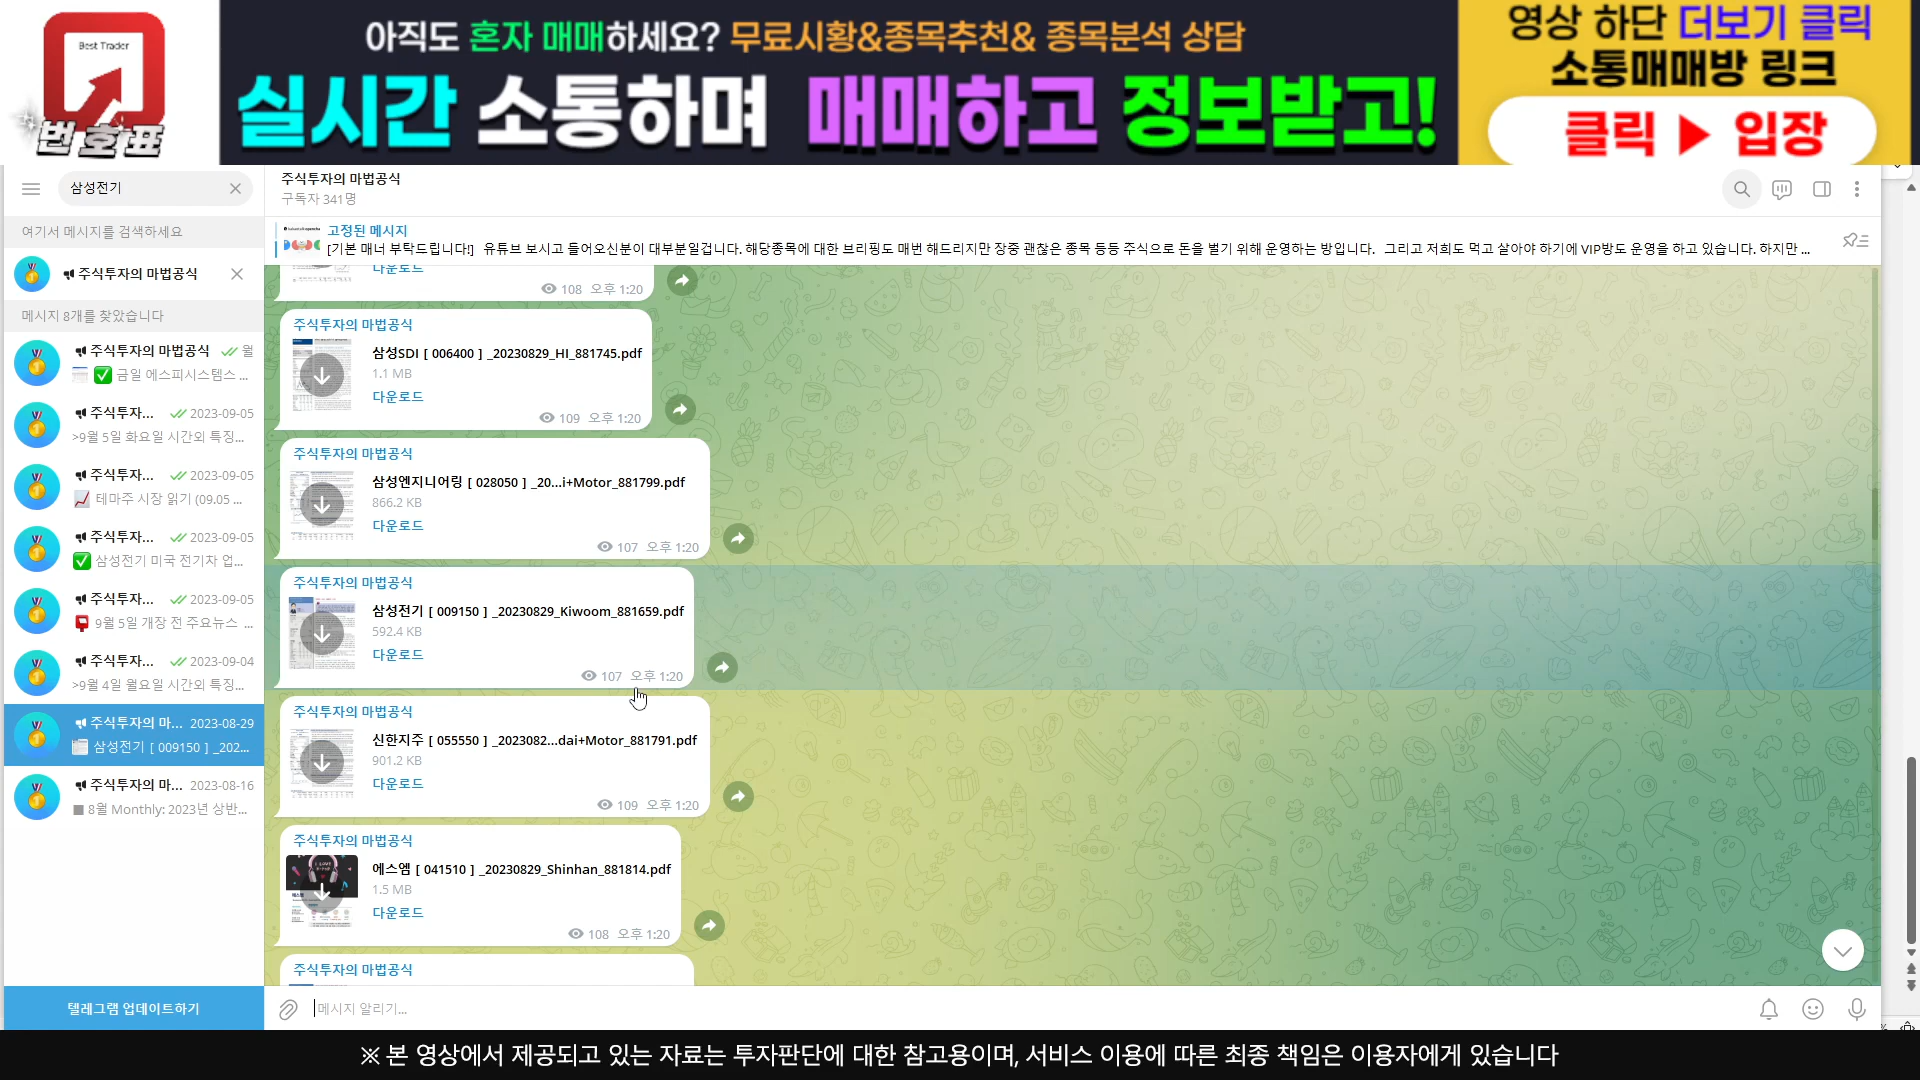 Best Trader
번호표
아직도 혼자 매매하세요? 무료시황&종목추천& 종목분석 상담
실시간 소통하며 매매하고 정보받고!
영상 하단 더보기 클릭
소통매매방 링크
클릭 ▶ 입장
삼성전기
여기서 메시지를 검색하세요
주식투자의 마법공식
메시지 8개를 찾았습니다
주식투자의 마법공식 월
✅ 금일 에스피시스템스 ...
주식투자... 2023-09-05
>9월 5일 화요일 시간외 특징...
주식투자... 2023-09-05
📈 테마주 시장 읽기 (09.05 ...
주식투자... 2023-09-05
✅ 삼성전기 미국 전기차 업...
주식투자... 2023-09-05
📮 9월 5일 개장 전 주요뉴스 ...
주식투자... 2023-09-04
>9월 4일 월요일 시간외 특징...
주식투자의 마... 2023-08-29
삼성전기 [ 009150 ] _202...
주식투자의 마... 2023-08-16
■ 8월 Monthly: 2023년 상반...
텔레그램 업데이트하기
주식투자의 마법공식
구독자 341명
고정된 메시지
[기본 매너 부탁드립니다!] 유튜브 보시고 들어오신분이 대부분일겁니다. 해당종목에 대한 브리핑도 매번 해드리지만 장중 괜찮은 종목 등등 주식으로 돈을 벌기 위해 운영하는 방입니다. 그리고 저희도 먹고 살아야 하기에 VIP방도 운영을 하고 있습니다. 하지만 ...
다운로드
108 오후 1:20
주식투자의 마법공식
삼성SDI [ 006400 ] _20230829_HI_881745.pdf
1.1 MB
다운로드
109 오후 1:20
주식투자의 마법공식
삼성엔지니어링 [ 028050 ] _20...i+Motor_881799.pdf
866.2 KB
다운로드
107 오후 1:20
주식투자의 마법공식
삼성전기 [ 009150 ] _20230829_Kiwoom_881659.pdf
592.4 KB
다운로드
107 오후 1:20
주식투자의 마법공식
신한지주 [ 055550 ] _2023082...dai+Motor_881791.pdf
901.2 KB
다운로드
109 오후 1:20
주식투자의 마법공식
에스엠 [ 041510 ] _20230829_Shinhan_881814.pdf
1.5 MB
다운로드
108 오후 1:20
주식투자의 마법공식
메시지 알리기...
※ 본 영상에서 제공되고 있는 자료는 투자판단에 대한 참고용이며, 서비스 이용에 따른 최종 책임은 이용자에게 있습니다